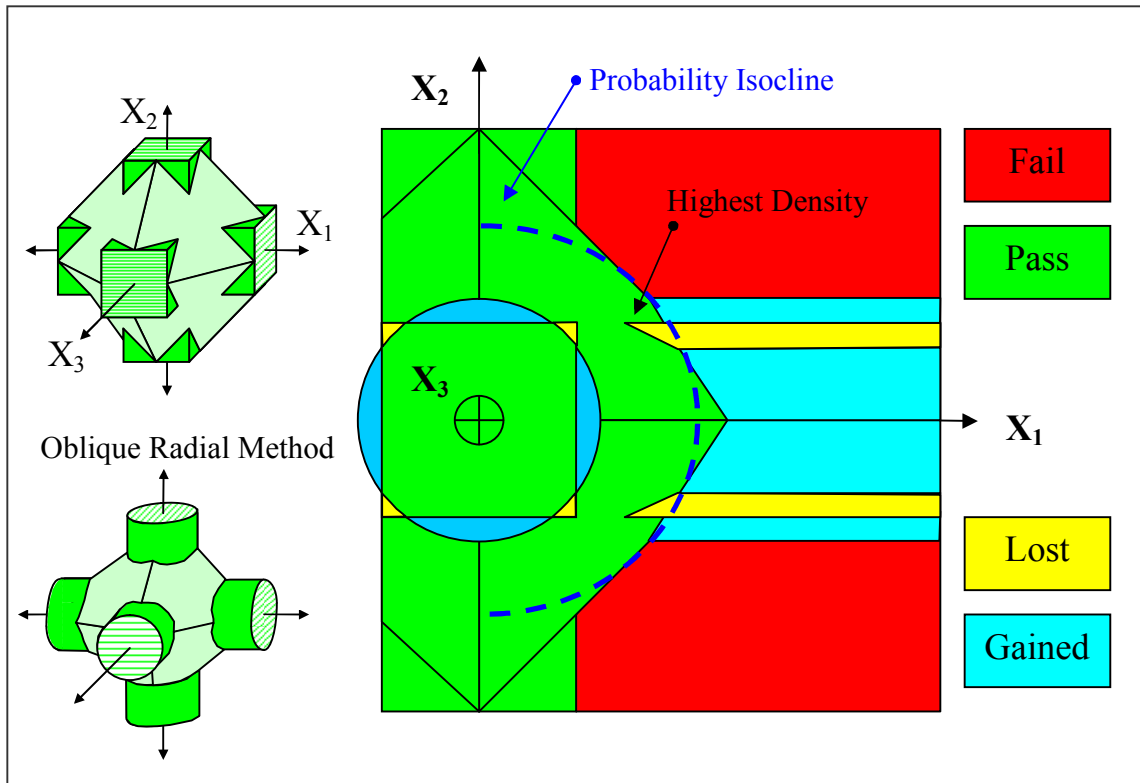 X₂
X₁
X₃
Oblique Radial Method
Probability Isocline
X₂
Highest Density
X₃
X₁
Fail
Pass
Lost
Gained